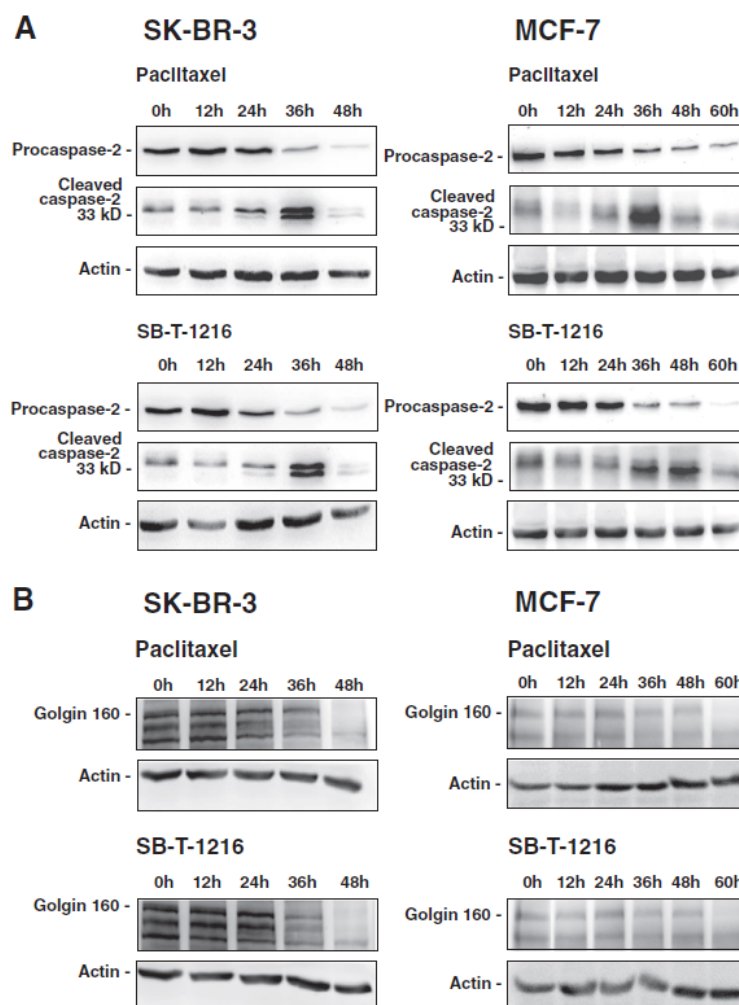 A
SK-BR-3
MCF-7
Paclitaxel
Paclitaxel
0h 12h 24h 36h 48h
0h 12h 24h 36h 48h 60h
Procaspase-2 -
Procaspase-2 -
Cleaved
caspase-2
33 kD -
Cleaved
caspase-2
33 kD -
Actin -
Actin -
SB-T-1216
SB-T-1216
0h 12h 24h 36h 48h
0h 12h 24h 36h 48h 60h
Procaspase-2 -
Procaspase-2 -
Cleaved
caspase-2
33 kD -
Cleaved
caspase-2
33 kD -
Actin -
Actin -
B
SK-BR-3
MCF-7
Paclitaxel
Paclitaxel
0h 12h 24h 36h 48h
0h 12h 24h 36h 48h 60h
Golgin 160 -
Golgin 160 -
Actin -
Actin -
SB-T-1216
SB-T-1216
0h 12h 24h 36h 48h
0h 12h 24h 36h 48h 60h
Golgin 160 -
Golgin 160 -
Actin -
Actin -